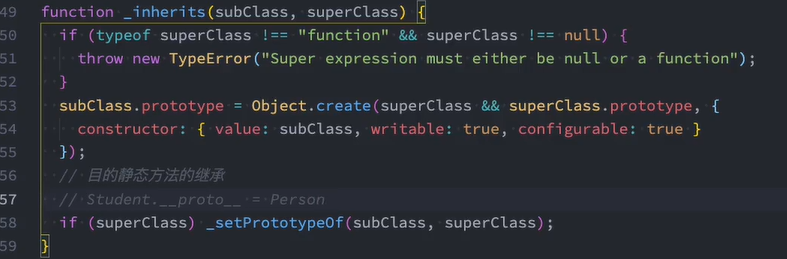 49 function _inherits(subClass, superClass) {
50 if (typeof superClass !== "function" && superClass !== null) {
51 throw new TypeError("Super expression must either be null or a function");
52 }
53 subClass.prototype = Object.create(superClass && superClass.prototype, {
54 constructor: { value: subClass, writable: true, configurable: true }
55 });
56 // 目的静态方法的继承
57 // Student.__proto__ = Person
58 if (superClass) _setPrototypeOf(subClass, superClass);
59 }